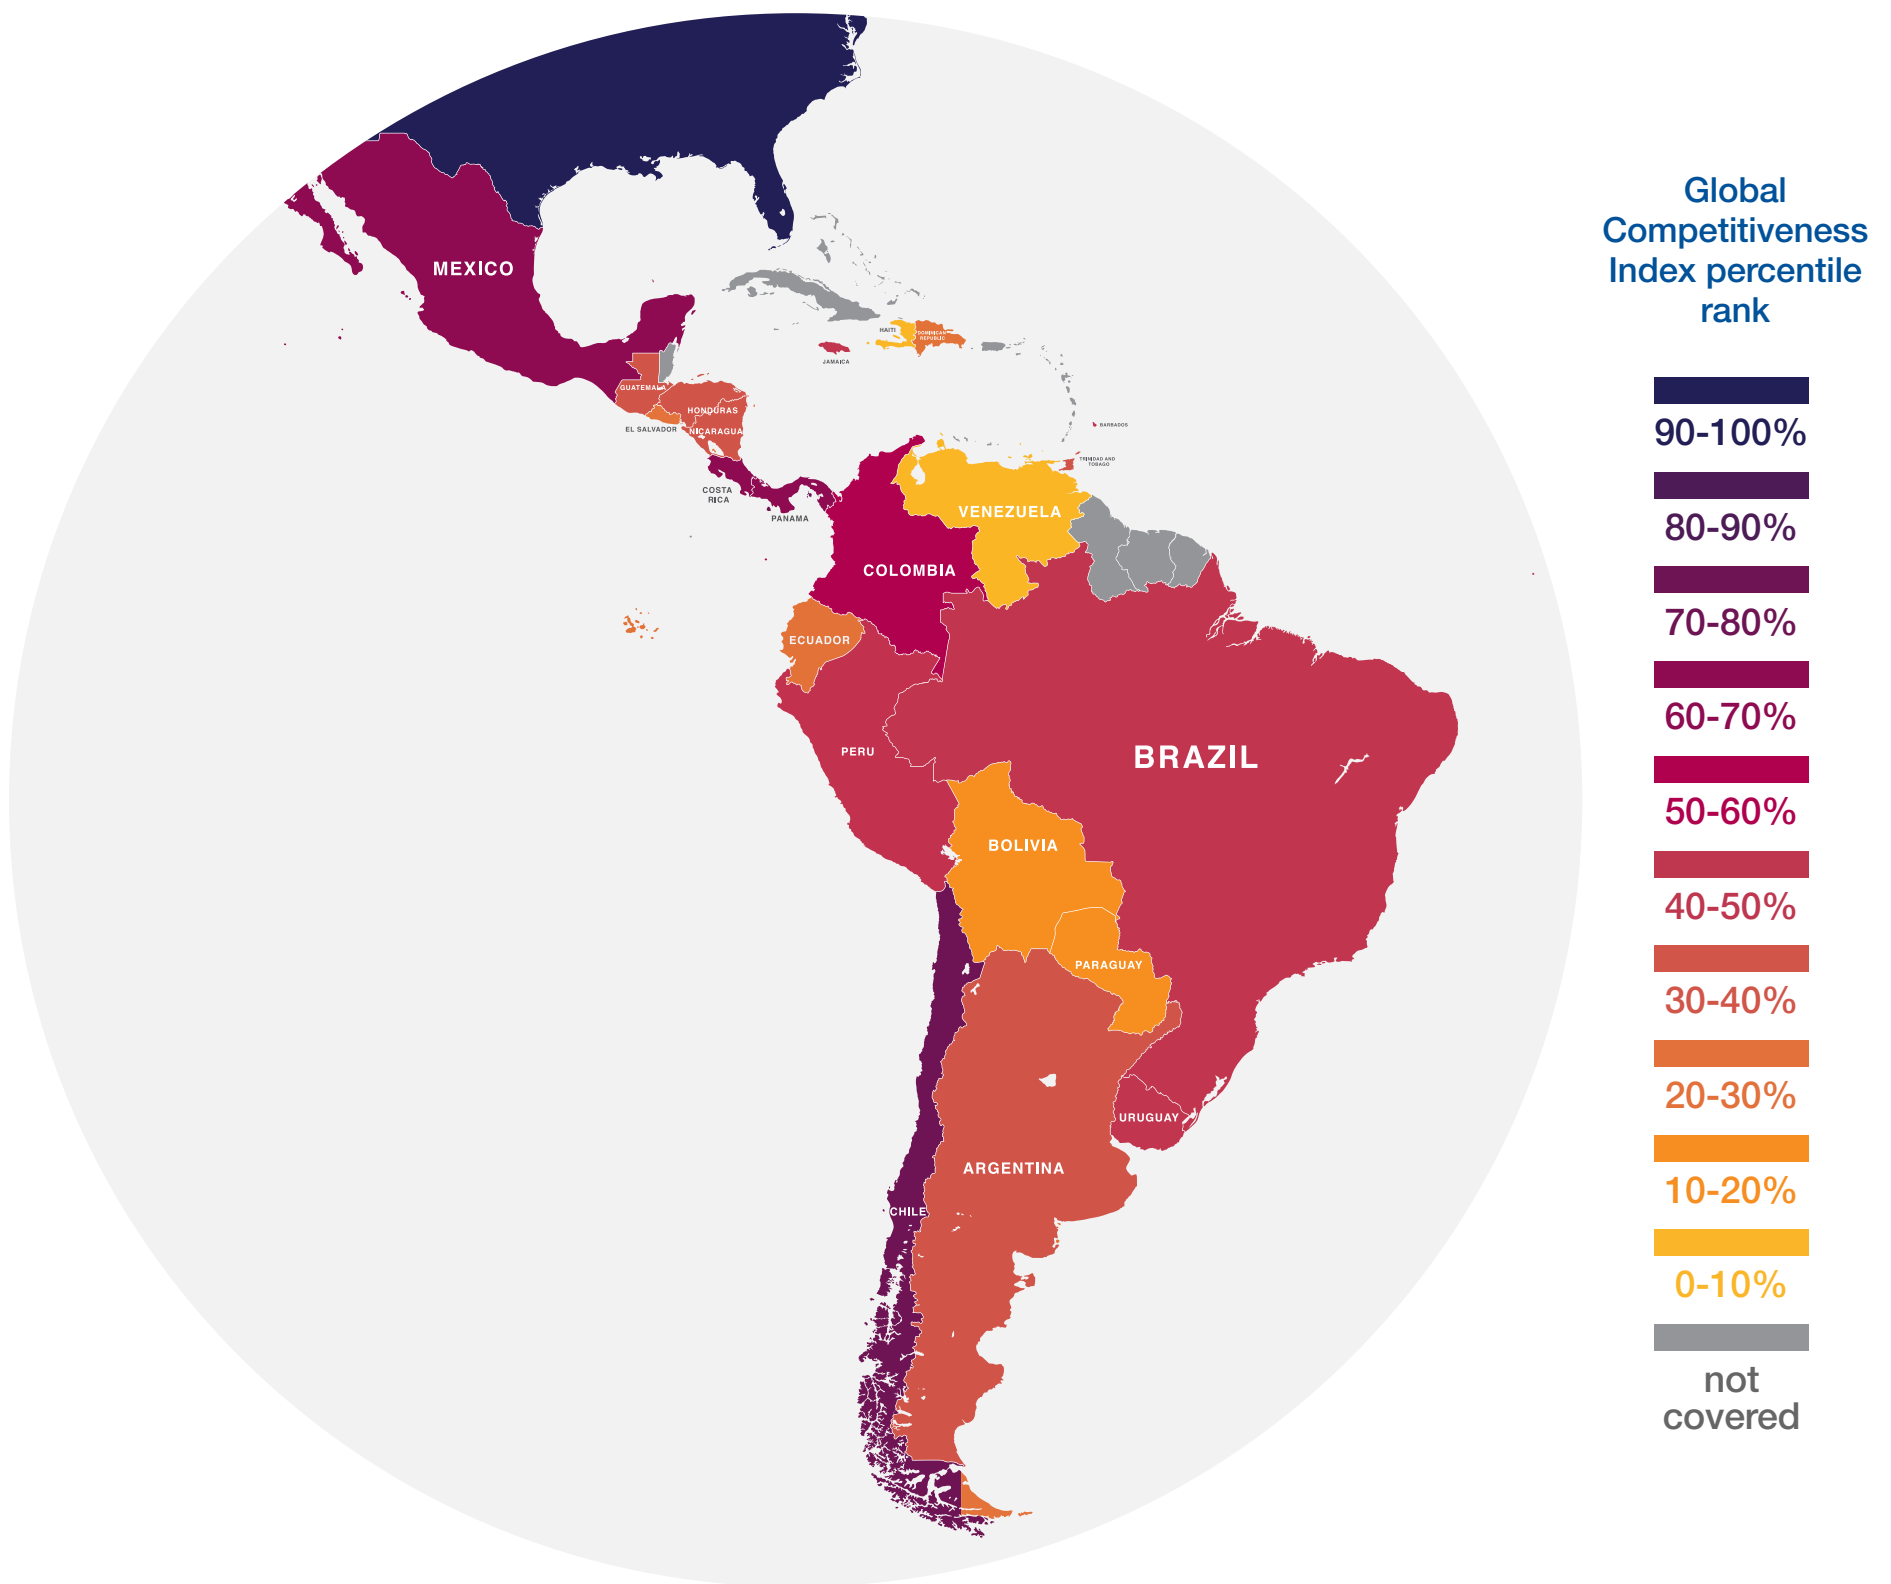 Global
Competitiveness
Index percentile
rank
90-100%
80-90%
70-80%
60-70%
50-60%
40-50%
30-40%
20-30%
10-20%
0-10%
not
covered
MEXICO
HAITI
DOMINICAN
REPUBLIC
JAMAICA
GUATEMALA
HONDURAS
EL SALVADOR
NICARAGUA
BARBADOS
TRINIDAD AND
TOBAGO
COSTA
RICA
PANAMA
VENEZUELA
COLOMBIA
ECUADOR
PERU
BRAZIL
BOLIVIA
PARAGUAY
URUGUAY
ARGENTINA
CHILE